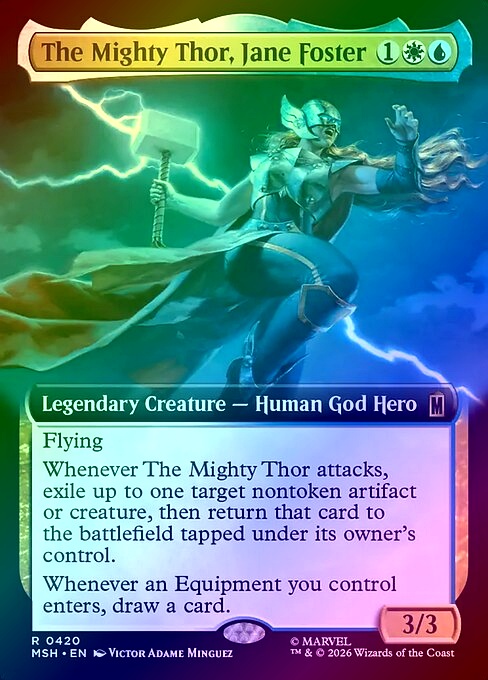 The Mighty Thor, Jane Foster 1
Legendary Creature — Human God Hero M
Flying
Whenever The Mighty Thor attacks,
exile up to one target nontoken artifact
or creature, then return that card to
the battlefield tapped under its owner's
control.
Whenever an Equipment you control
enters, draw a card.
3/3
R 0420
MSH • EN Victor Adame Minguez
© MARVEL
™ & © 2026 Wizards of the Coast